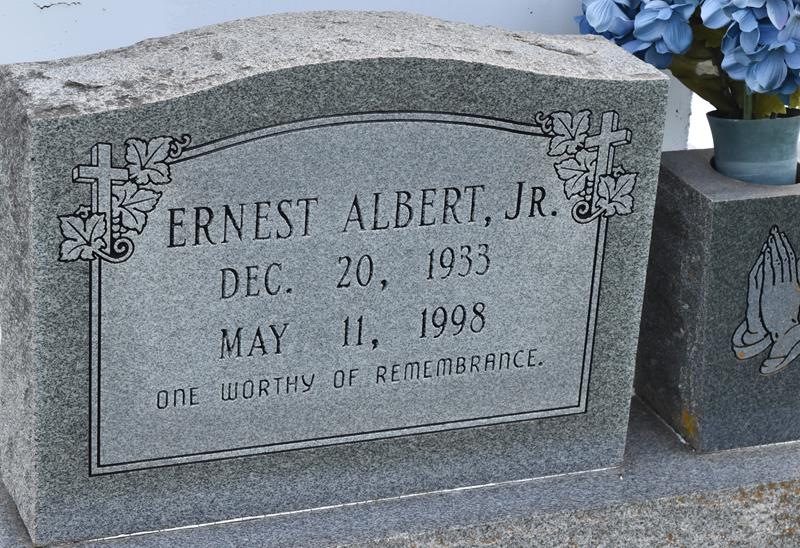 ERNEST ALBERT, JR.
DEC. 20, 1933
MAY 11, 1998
ONE WORTHY OF REMEMBRANCE.